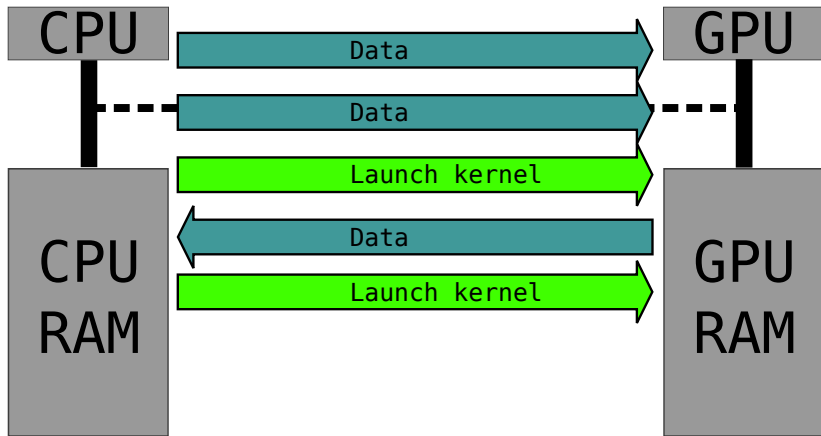 CPU
GPU
Data
Data
Launch kernel
Data
Launch kernel
CPU
RAM
GPU
RAM